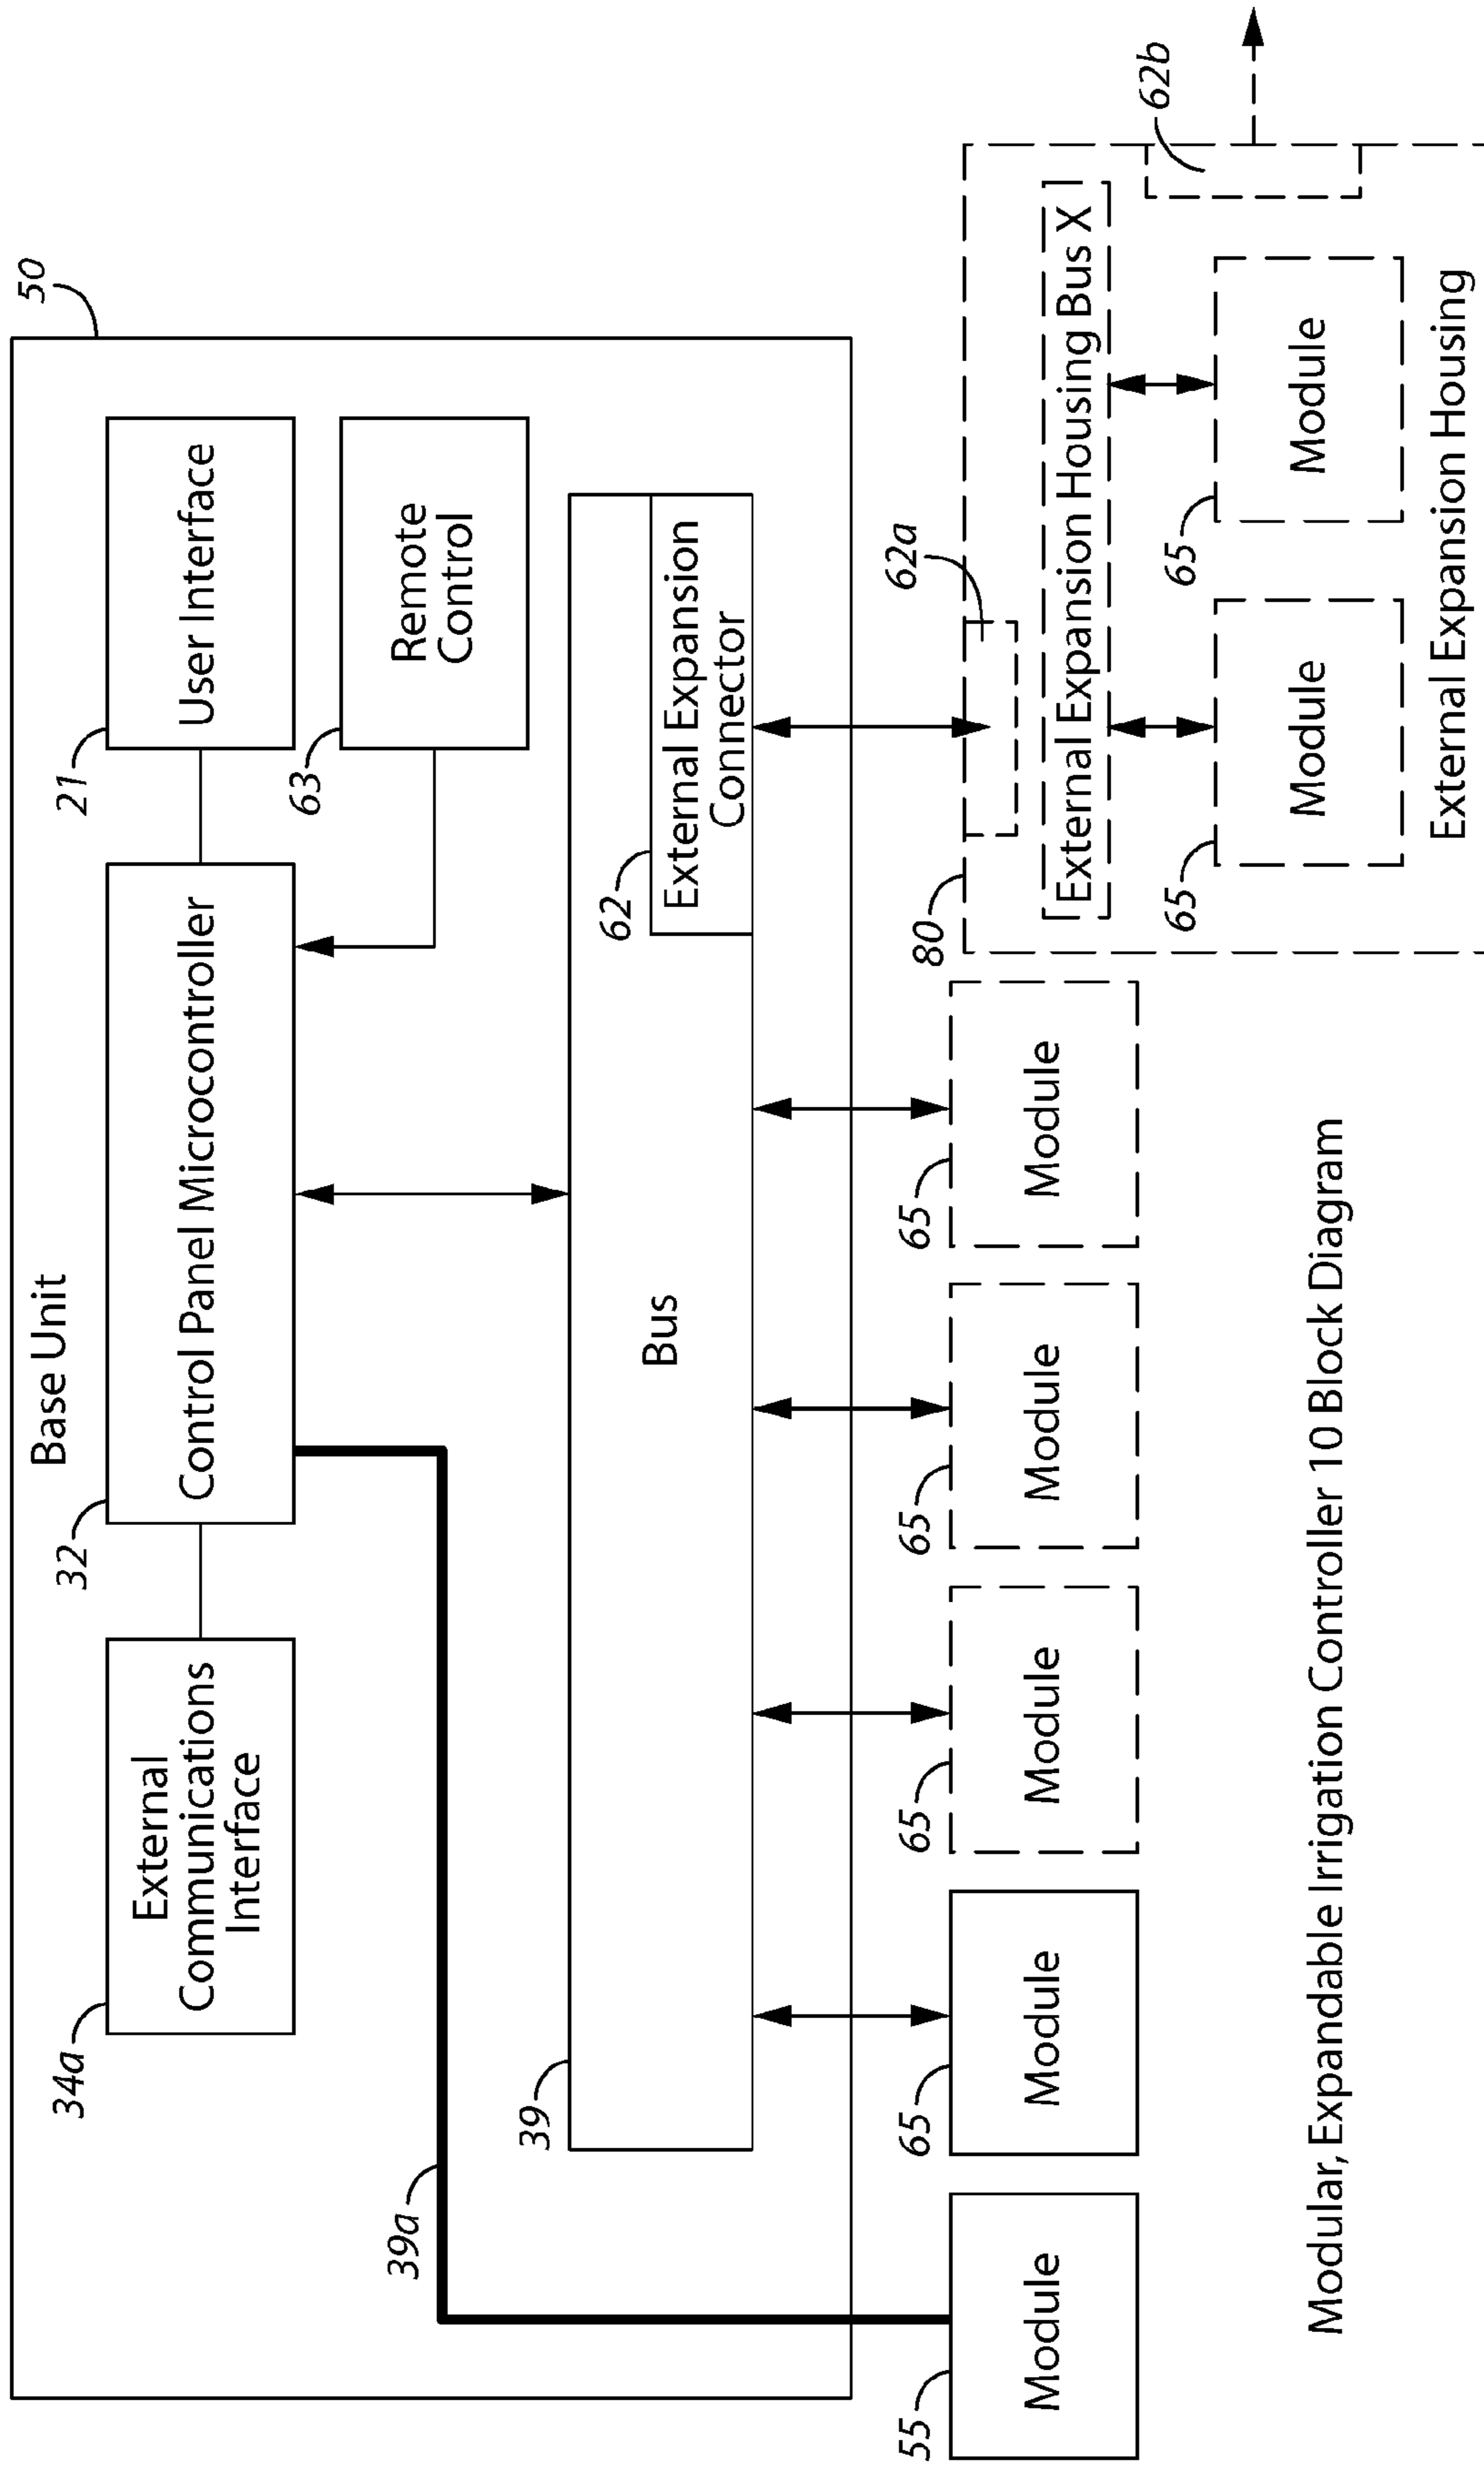 50
Base Unit
34a
External
Communications
Interface
32
Control Panel Microcontroller
21
User Interface
63
Remote
Control
39a
39
Bus
62
External Expansion
Connector
55
Module
65
Module
65
Module
65
Module
65
Module
80
62a
External Expansion Housing Bus X
62b
65
Module
65
Module
External Expansion Housing
Modular, Expandable Irrigation Controller 10 Block Diagram